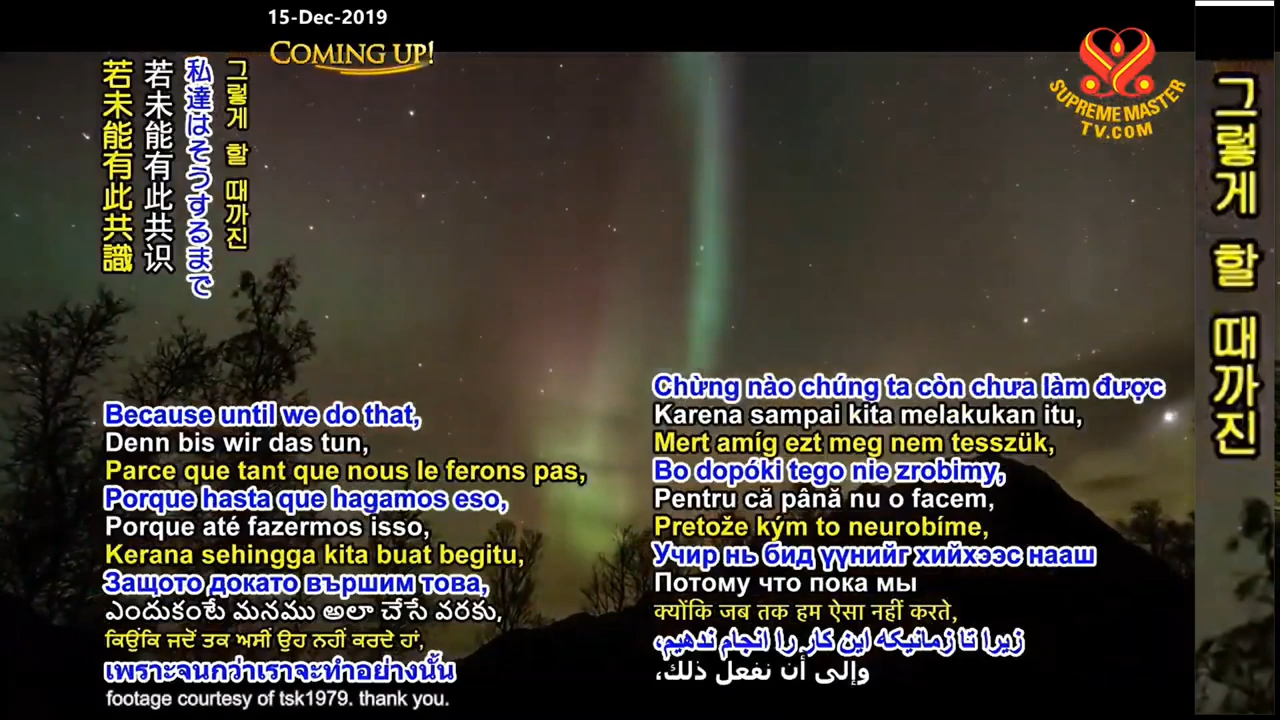 15-Dec-2019
COMING UP!
SUPREME MASTER
TV.COM
그렇게 할 때까진
私達はそうするまで
若未能有此共识
若未能有此共識
Because until we do that,
Denn bis wir das tun,
Parce que tant que nous le ferons pas,
Porque hasta que hagamos eso,
Porque até fazermos isso,
Kerana sehingga kita buat begitu,
Защото докато вършим това,
ఎందుకంటే మనము అలా చేసే వరకు,
ਕਿਉਂਕਿ ਜਦੋਂ ਤਕ ਅਸੀਂ ਉਹ ਨਹੀਂ ਕਰਦੇ ਹਾਂ,
เพราะจนกว่าเราจะทำอย่างนั้น
footage courtesy of tsk1979. thank you.
Chừng nào chúng ta còn chưa làm được
Karena sampai kita melakukan itu,
Mert amíg ezt meg nem tesszük,
Bo dopóki tego nie zrobimy,
Pentru că până nu o facem,
Pretože kým to neurobíme,
Учир нь бид үүнийг хийхээс нааш
Потому что пока мы
क्योंकि जब तक हम ऐसा नहीं करते,
زیرا تا زمانیکه این کار را انجام ندهیم،
وإلى أن نفعل ذلك،
그렇게 할 때까진